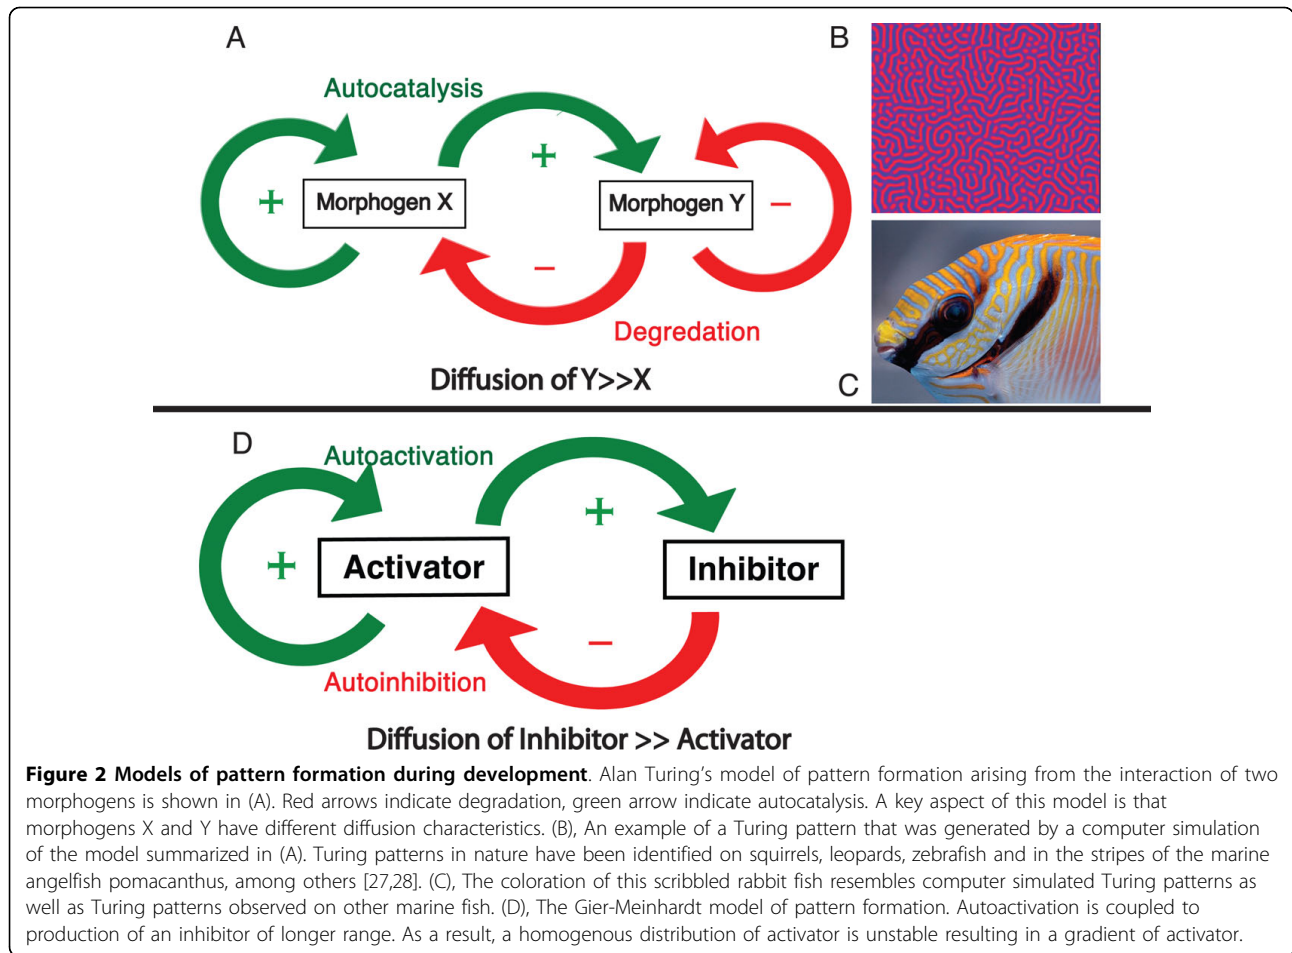 A
B
Autocatalysis
+
+
Morphogen X
Morphogen Y
−
−
Degredation
Diffusion of Y>>X
C
D
Autoactivation
+
+
Activator
Inhibitor
−
Autoinhibition
Diffusion of Inhibitor >> Activator
Figure 2 Models of pattern formation during development. Alan Turing's model of pattern formation arising from the interaction of two
morphogens is shown in (A). Red arrows indicate degradation, green arrow indicate autocatalysis. A key aspect of this model is that
morphogens X and Y have different diffusion characteristics. (B), An example of a Turing pattern that was generated by a computer simulation
of the model summarized in (A). Turing patterns in nature have been identified on squirrels, leopards, zebrafish and in the stripes of the marine
angelfish pomacanthus, among others [27,28]. (C), The coloration of this scribbled rabbit fish resembles computer simulated Turing patterns as
well as Turing patterns observed on other marine fish. (D), The Gier-Meinhardt model of pattern formation. Autoactivation is coupled to
production of an inhibitor of longer range. As a result, a homogenous distribution of activator is unstable resulting in a gradient of activator.